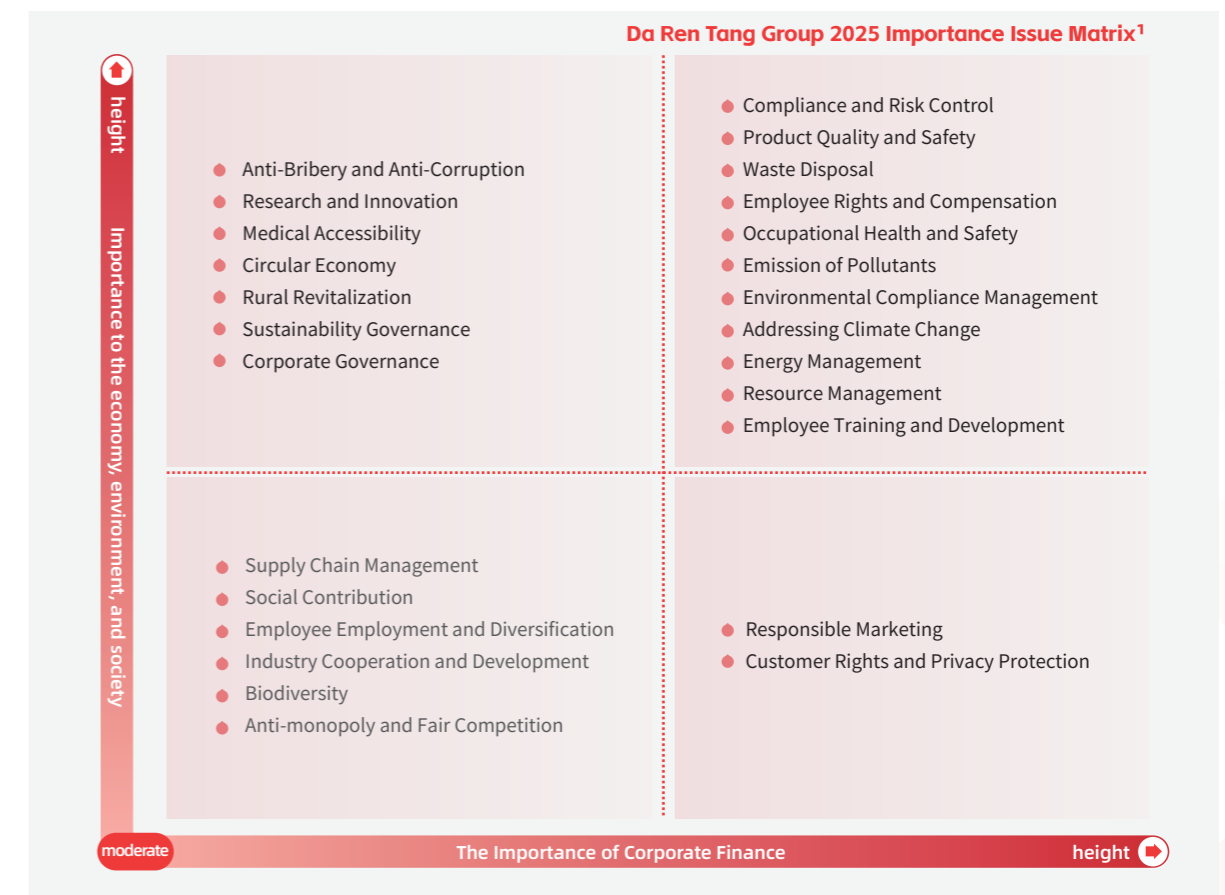 Da Ren Tang Group 2025 Importance Issue Matrix¹
height
Importance to the economy, environment, and society
Anti-Bribery and Anti-Corruption
Research and Innovation
Medical Accessibility
Circular Economy
Rural Revitalization
Sustainability Governance
Corporate Governance
Compliance and Risk Control
Product Quality and Safety
Waste Disposal
Employee Rights and Compensation
Occupational Health and Safety
Emission of Pollutants
Environmental Compliance Management
Addressing Climate Change
Energy Management
Resource Management
Employee Training and Development
Supply Chain Management
Social Contribution
Employee Employment and Diversification
Industry Cooperation and Development
Biodiversity
Anti-monopoly and Fair Competition
Responsible Marketing
Customer Rights and Privacy Protection
moderate
The Importance of Corporate Finance
height